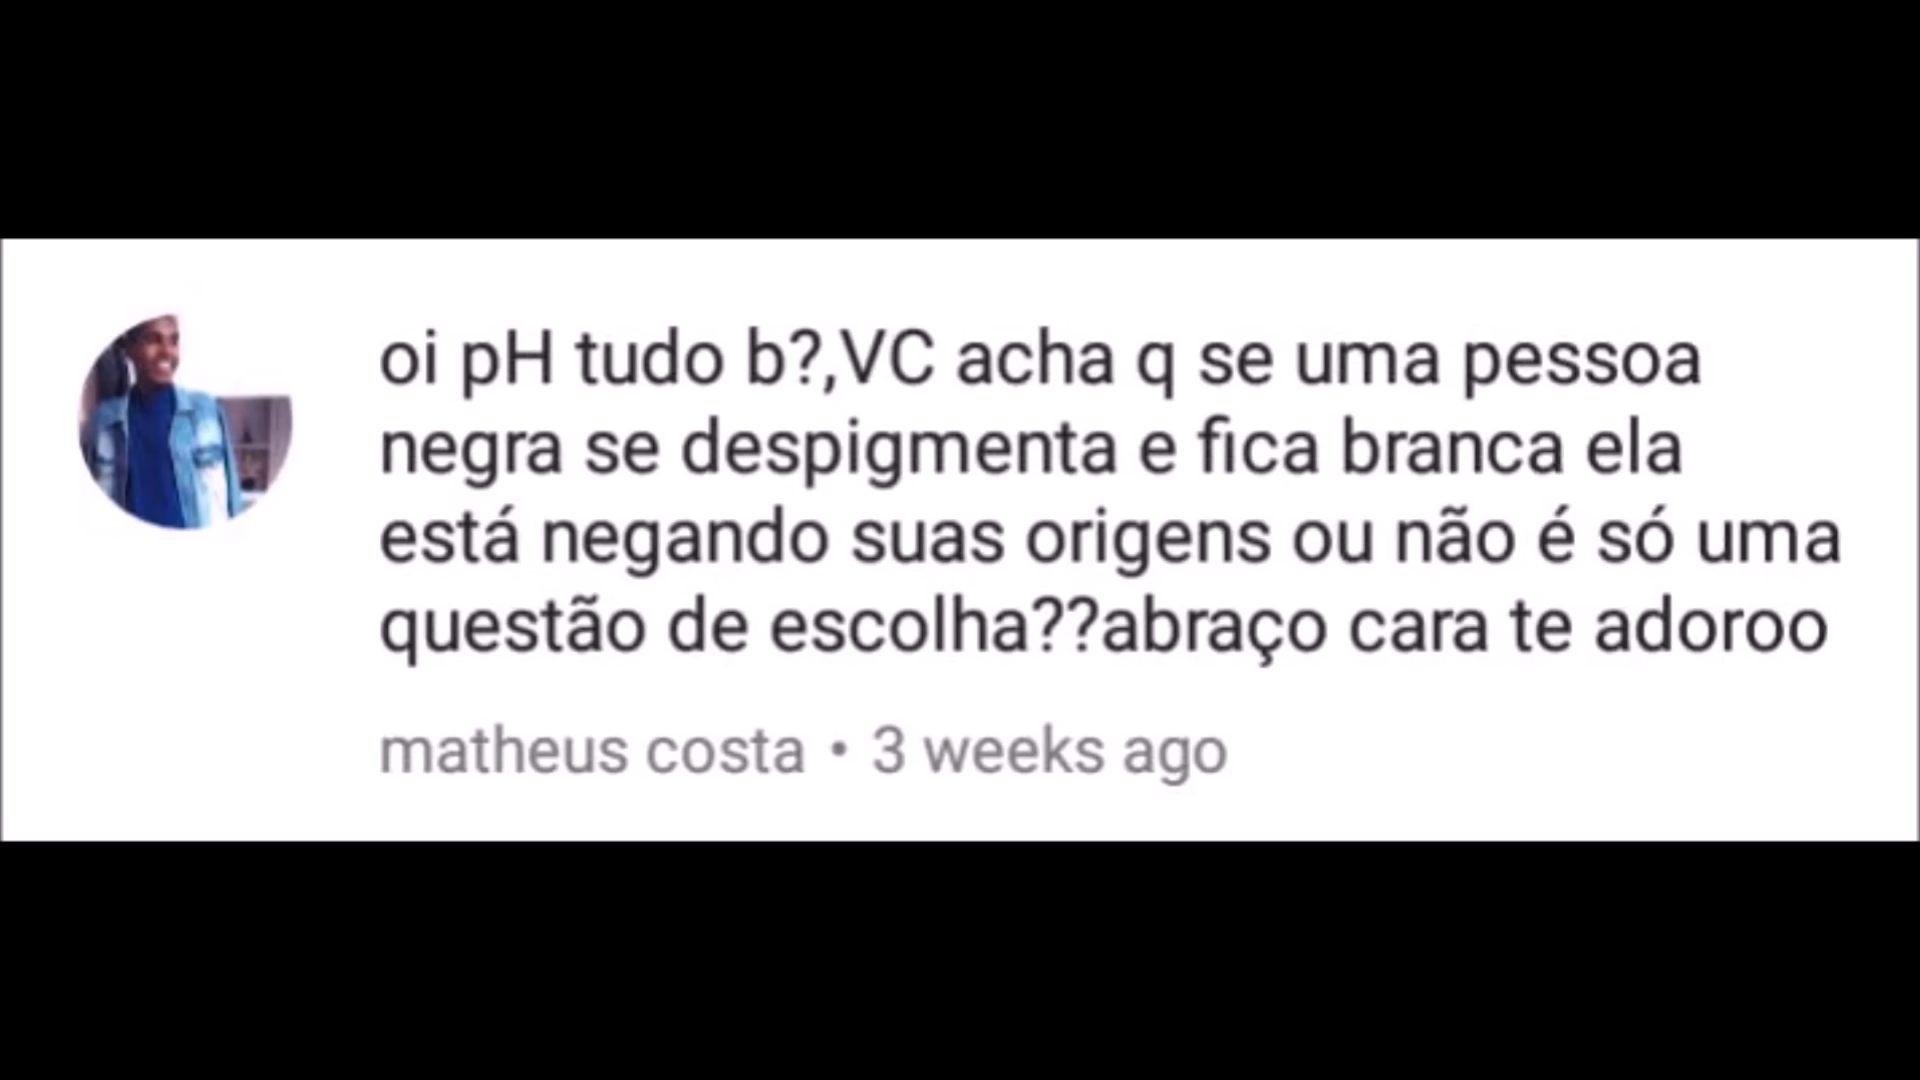 oi pH tudo b?,VC acha q se uma pessoa
negra se despigmenta e fica branca ela
está negando suas origens ou não é só uma
questão de escolha??abraço cara te adoroo
matheus costa • 3 weeks ago